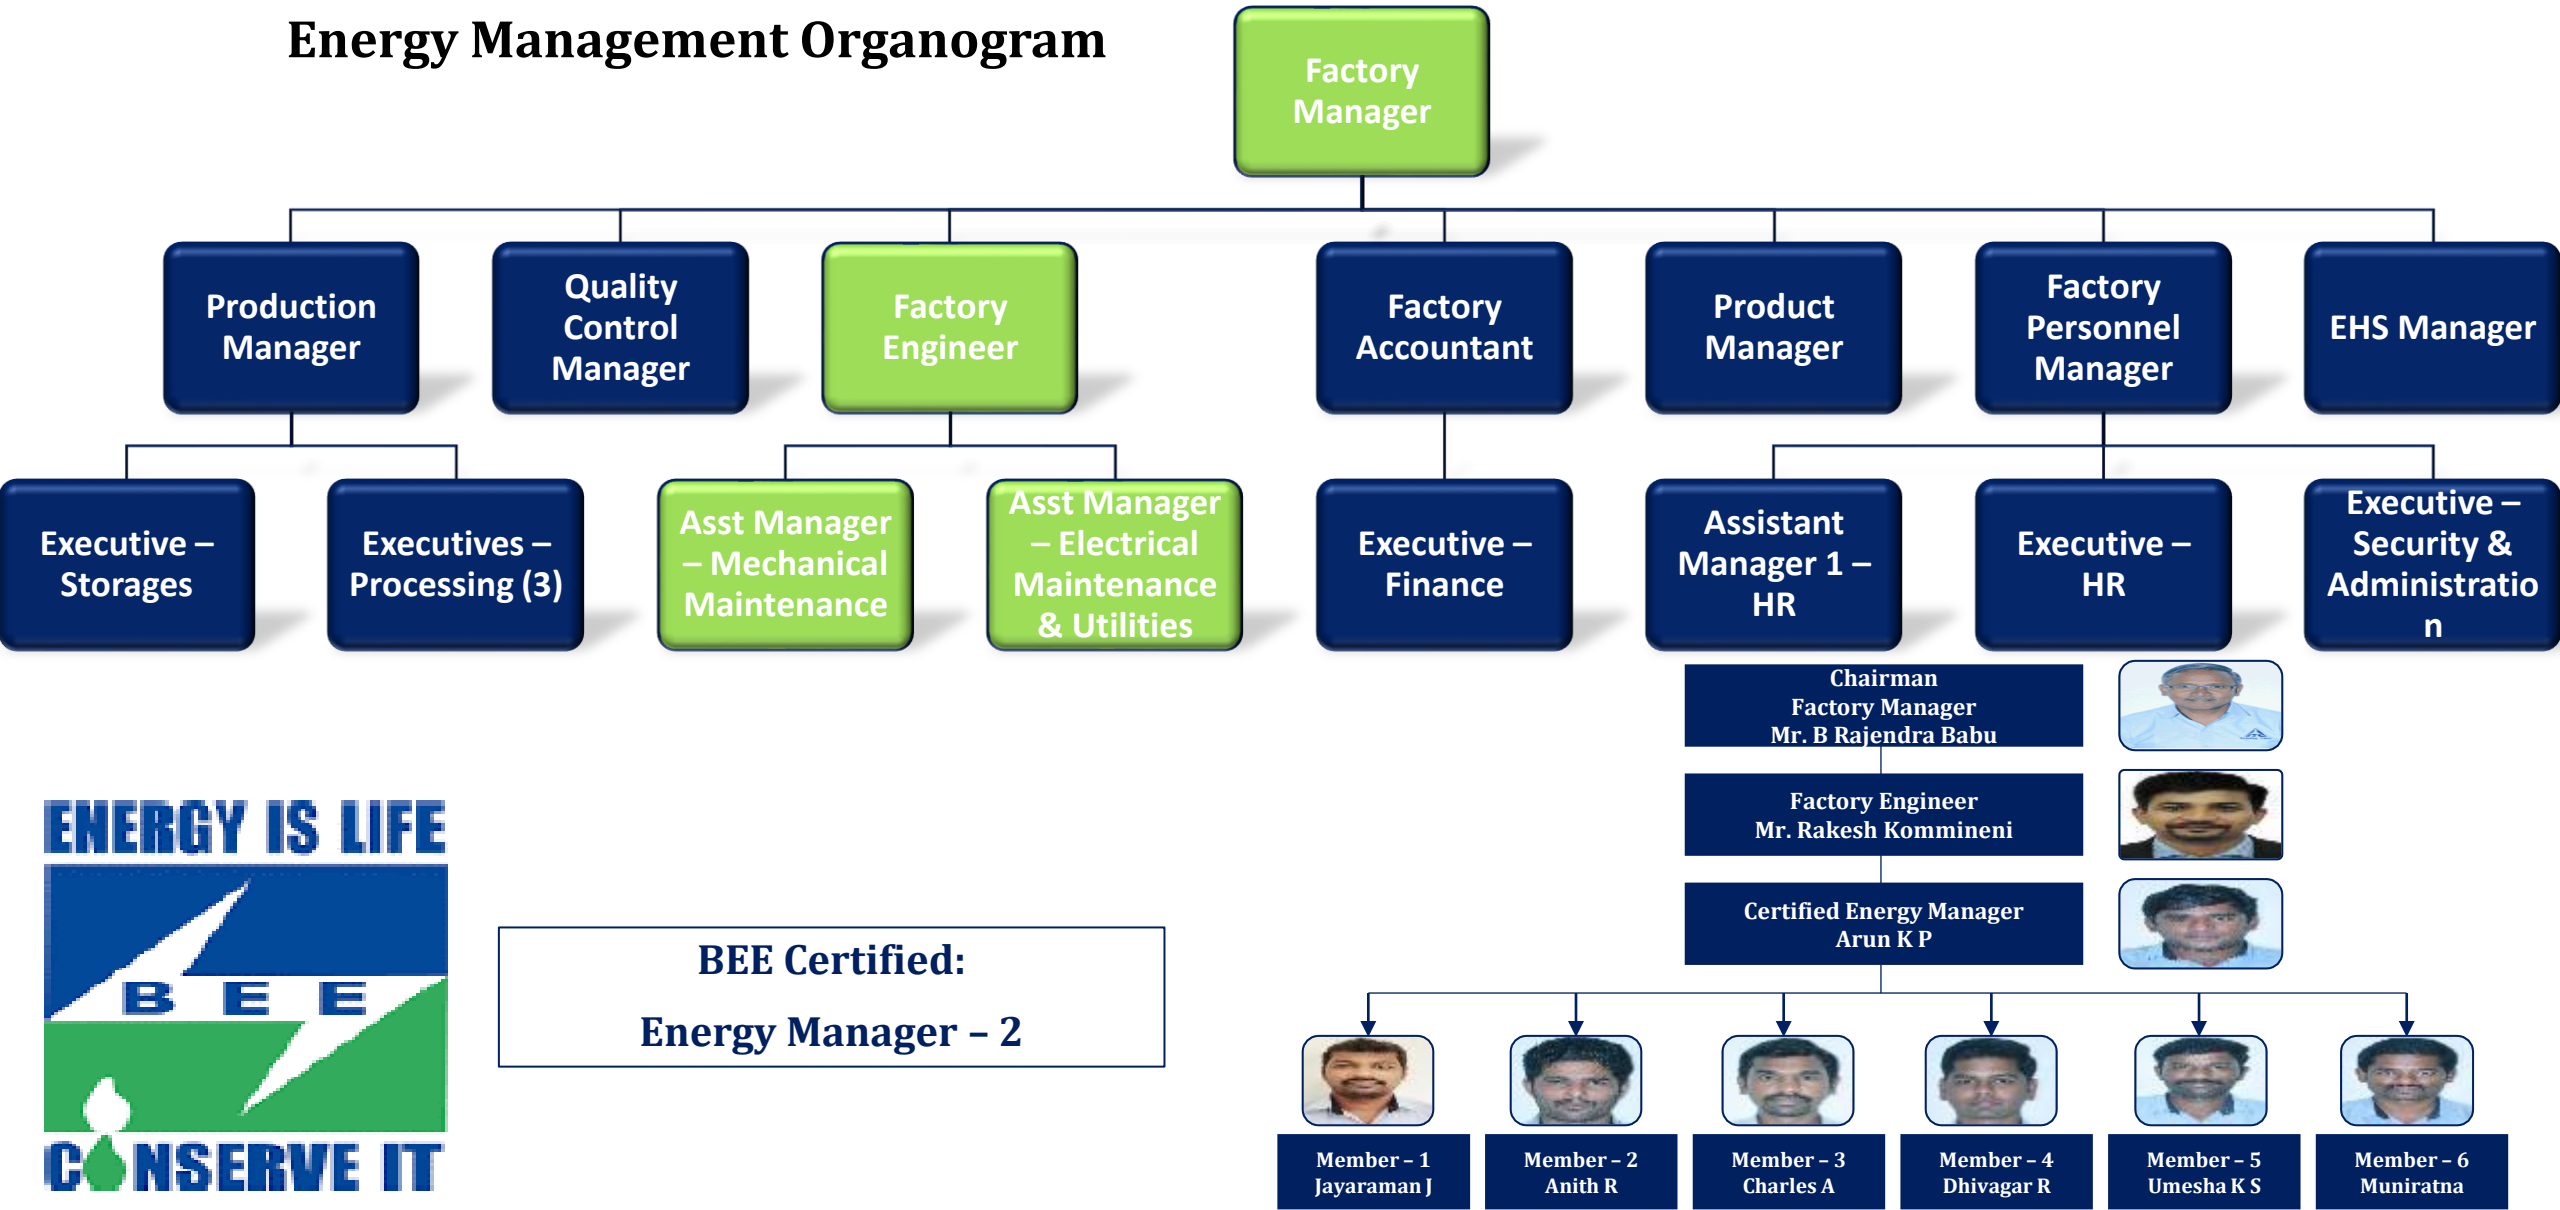 Energy Management Organogram
Factory
Manager
Production
Manager
Quality
Control
Manager
Factory
Engineer
Factory
Accountant
Product
Manager
Factory
Personnel
Manager
EHS Manager
Executive –
Storages
Executives –
Processing (3)
Asst Manager
– Mechanical
Maintenance
Asst Manager
– Electrical
Maintenance
& Utilities
Executive –
Finance
Assistant
Manager 1 –
HR
Executive –
HR
Executive –
Security &
Administratio
n
Chairman
Factory Manager
Mr. B Rajendra Babu
Factory Engineer
Mr. Rakesh Kommineni
Certified Energy Manager
Arun K P
ENERGY IS LIFE
BEE
CONSERVE IT
BEE Certified:
Energy Manager – 2
Member – 1
Jayaraman J
Member – 2
Anith R
Member – 3
Charles A
Member – 4
Dhivagar R
Member – 5
Umesha K S
Member – 6
Muniratna